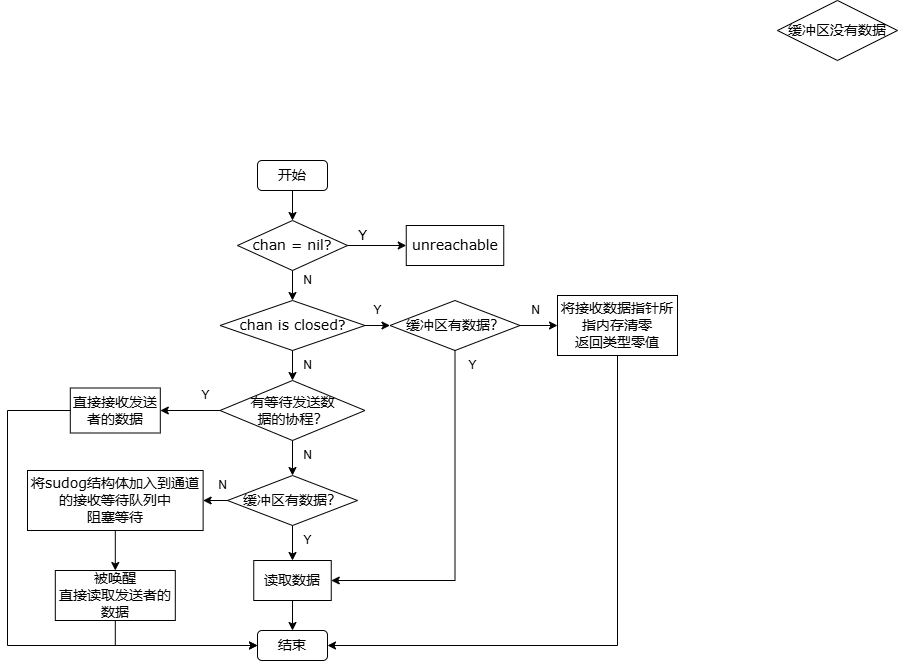 缓冲区没有数据
开始
chan = nil?
Y
unreachable
N
chan is closed?
Y
缓冲区有数据?
N
将接收数据指针所
指内存清零
返回类型零值
N
Y
直接接收发送
者的数据
Y
有等待发送数
据的协程?
N
将sudog结构体加入到通道
的接收等待队列中
阻塞等待
N
缓冲区有数据?
Y
被唤醒
直接读取发送者的
数据
读取数据
结束